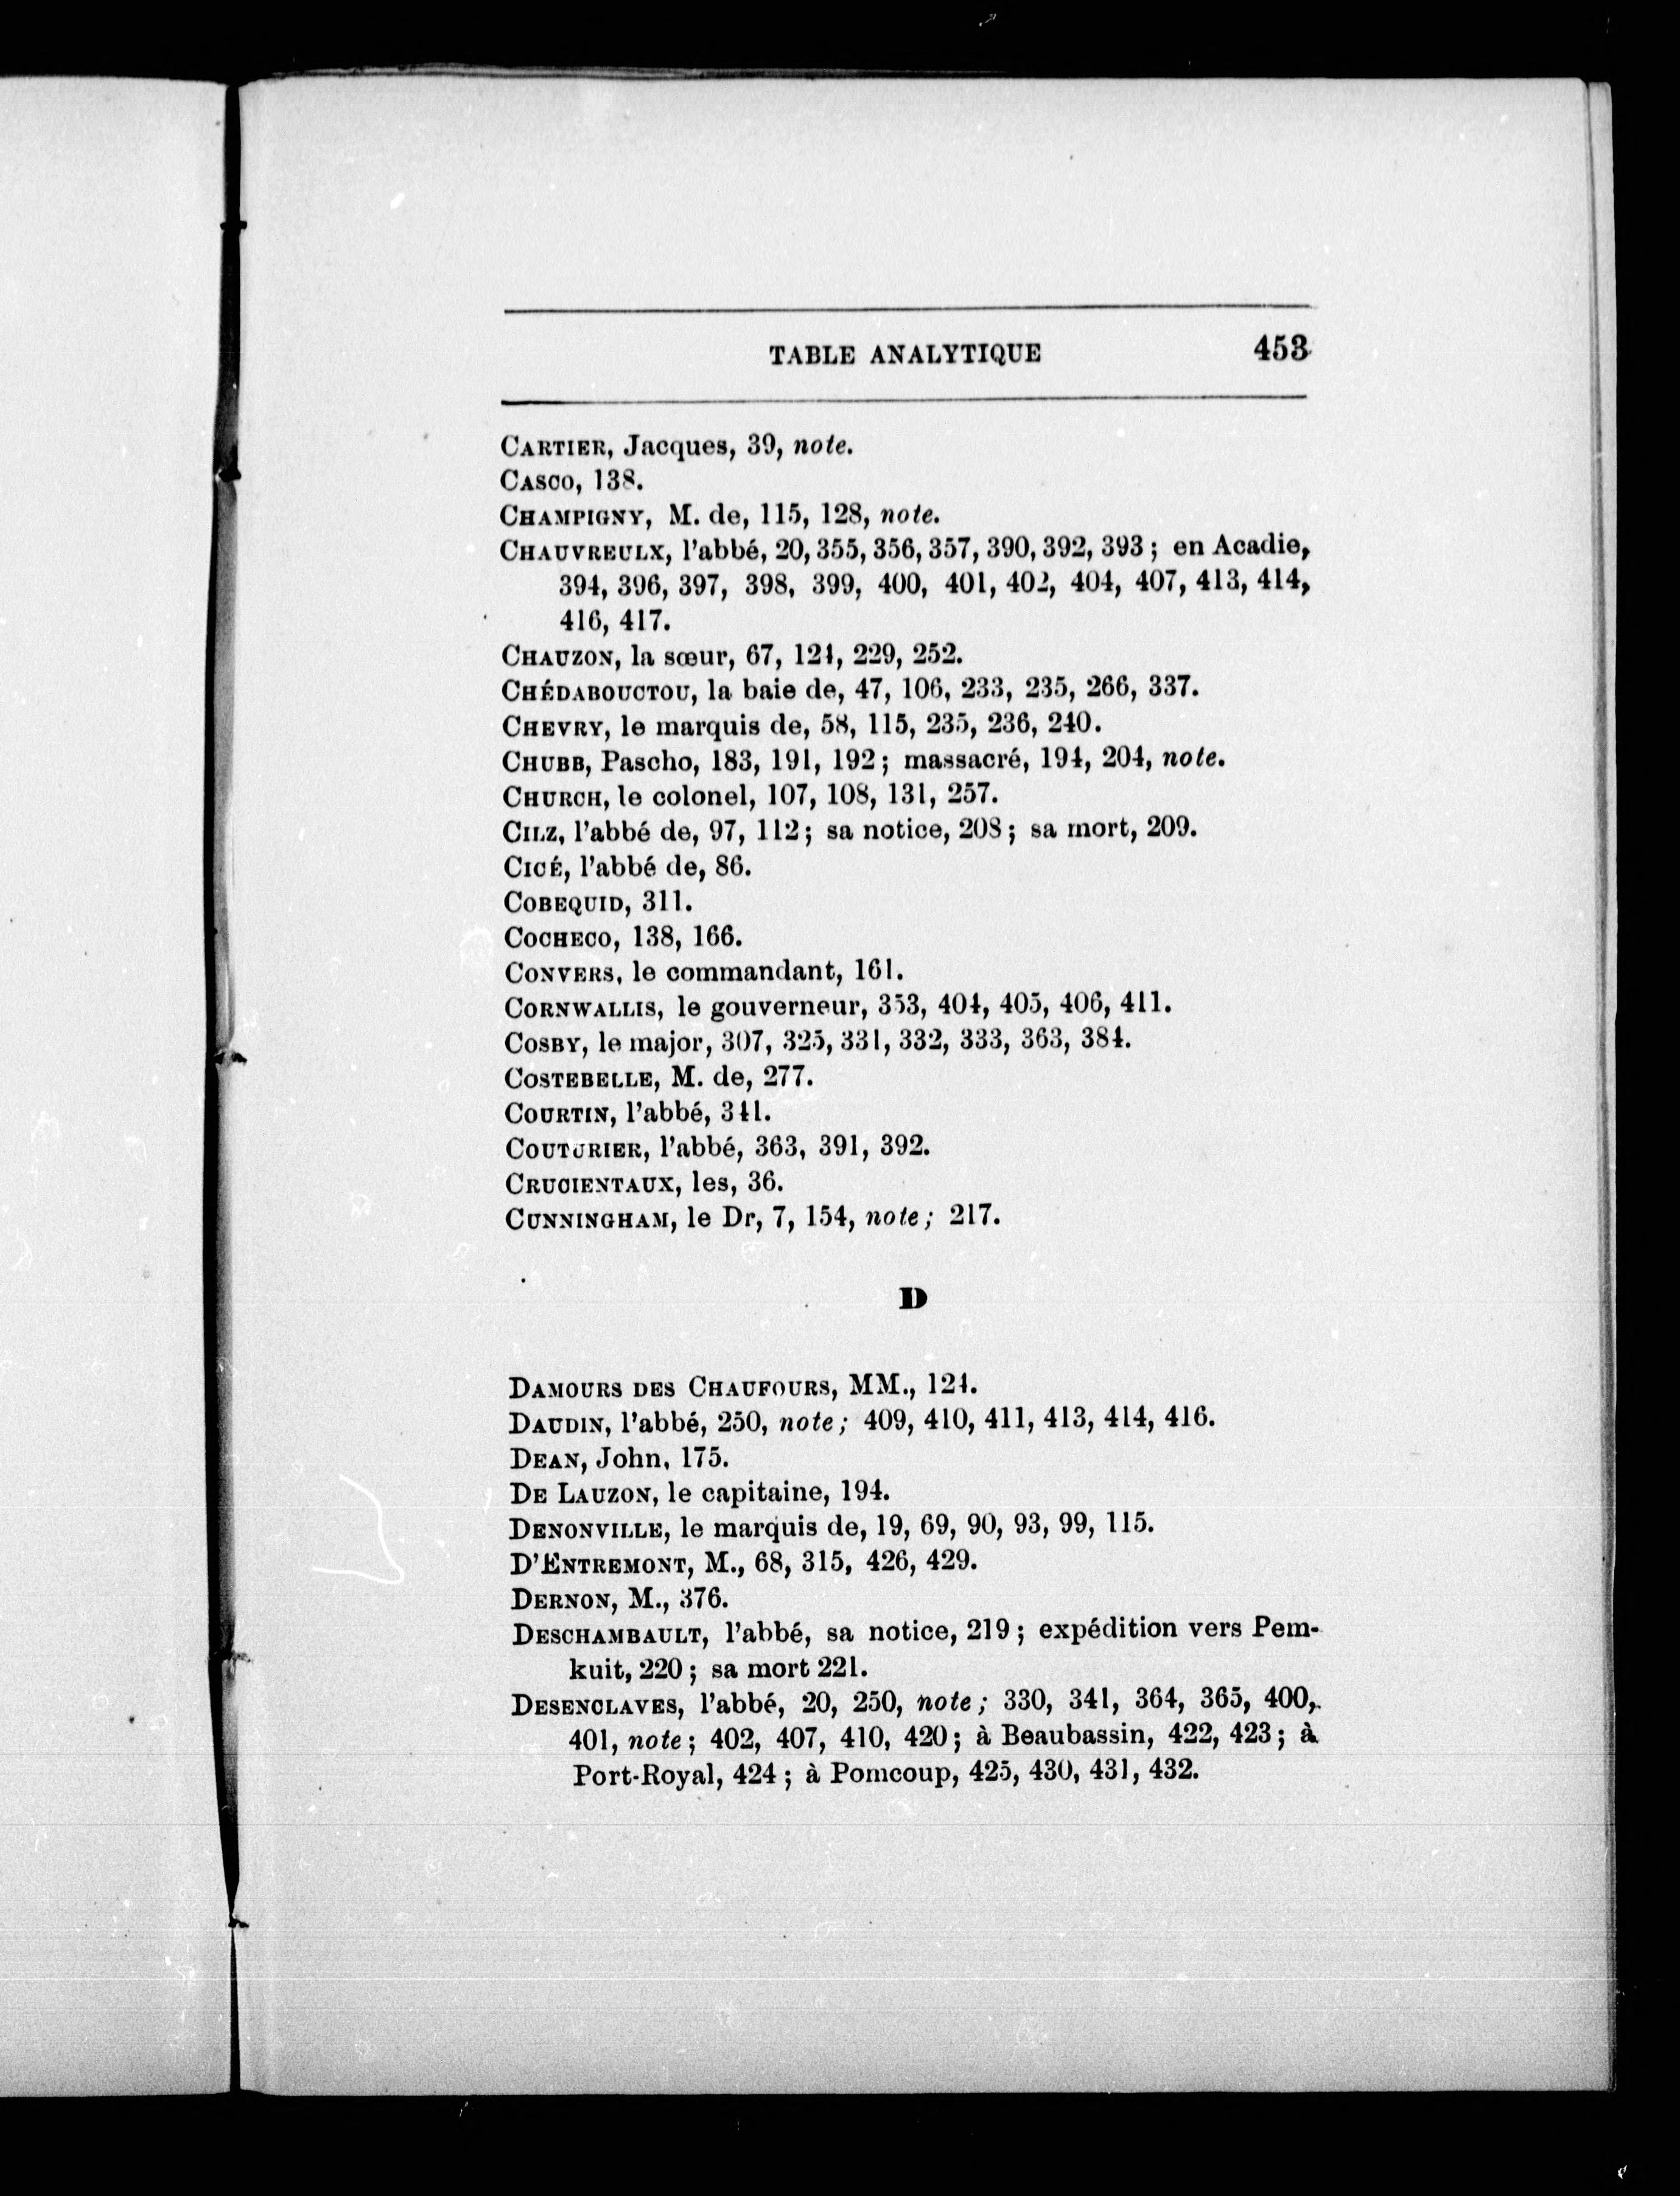 TABLE ANALYTIQUE 453
CARTIER, Jacques, 39, note.
CASCO, 138.
CHAMPIGNY, M. de, 115, 128, note.
CHAUVREULX, l'abbé, 20, 355, 356, 357, 390, 392, 393 ; en Acadie,
394, 396, 397, 398, 399, 400, 401, 402, 404, 407, 413, 414,
416, 417.
CHAUZON, la sœur, 67, 124, 229, 252.
CHÉDABOUCTOU, la baie de, 47, 106, 233, 235, 266, 337.
CHEVRY, le marquis de, 58, 115, 235, 236, 240.
CHUBB, Pascho, 183, 191, 192 ; massacré, 194, 204, note.
CHURCH, le colonel, 107, 108, 131, 257.
CILZ, l'abbé de, 97, 112 ; sa notice, 208 ; sa mort, 209.
CICÉ, l'abbé de, 86.
COBEQUID, 311.
COCHECO, 138, 166.
CONVERS, le commandant, 161.
CORNWALLIS, le gouverneur, 353, 404, 405, 406, 411.
COSBY, le major, 307, 325, 331, 332, 333, 363, 384.
COSTEBELLE, M. de, 277.
COURTIN, l'abbé, 341.
COUTURIER, l'abbé, 363, 391, 392.
CRUCIENTAUX, les, 36.
CUNNINGHAM, le Dr, 7, 154, note ; 217.
D
DAMOURS DES CHAUFOURS, MM., 124.
DAUDIN, l'abbé, 250, note ; 409, 410, 411, 413, 414, 416.
DEAN, John, 175.
DE LAUZON, le capitaine, 194.
DENONVILLE, le marquis de, 19, 69, 90, 93, 99, 115.
D'ENTREMONT, M., 68, 315, 426, 429.
DERNON, M., 376.
DESCHAMBAULT, l'abbé, sa notice, 219 ; expédition vers Pem-
kuit, 220 ; sa mort 221.
DESENCLAVES, l'abbé, 20, 250, note ; 330, 341, 364, 365, 400,
401, note ; 402, 407, 410, 420 ; à Beaubassin, 422, 423 ; à
Port-Royal, 424 ; à Pomcoup, 425, 430, 431, 432.